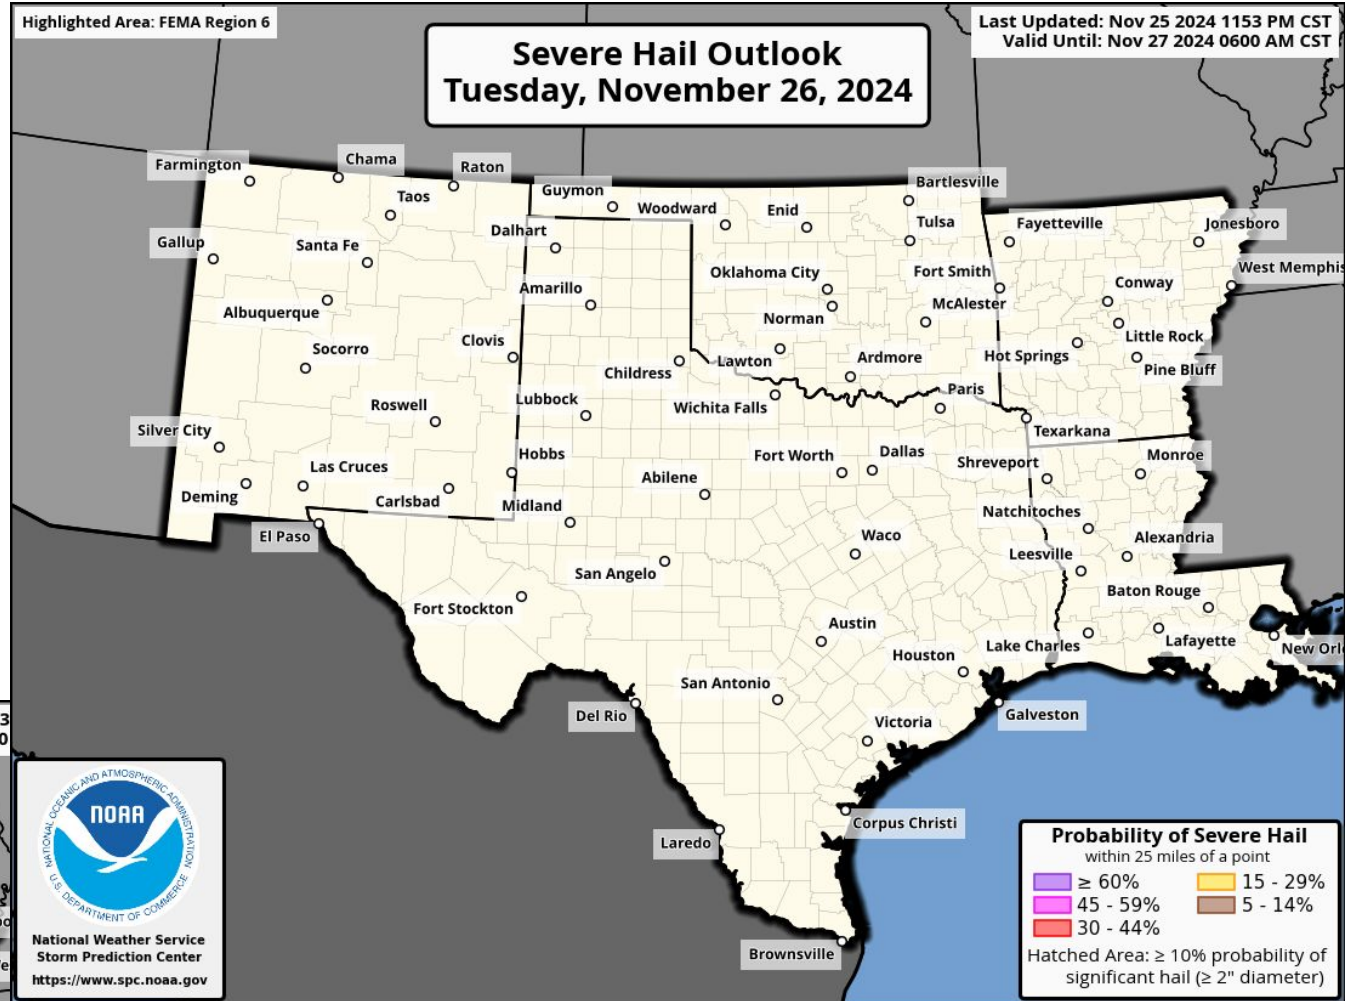 Highlighted Area: FEMA Region 6
Severe Hail Outlook
Tuesday, November 26, 2024
Last Updated: Nov 25 2024 1153 PM CST
Valid Until: Nov 27 2024 0600 AM CST
Farmington
Chama
Raton
Taos
Guymon
Woodward
Enid
Bartlesville
Tulsa
Fayetteville
Jonesboro
Gallup
Santa Fe
Dalhart
Oklahoma City
Fort Smith
West Memphis
Albuquerque
Amarillo
Norman
McAlester
Conway
Little Rock
Socorro
Clovis
Childress
Lawton
Ardmore
Hot Springs
Pine Bluff
Roswell
Lubbock
Wichita Falls
Paris
Texarkana
Silver City
Las Cruces
Hobbs
Abilene
Fort Worth
Dallas
Shreveport
Monroe
Deming
Carlsbad
Midland
Natchitoches
El Paso
San Angelo
Waco
Leesville
Alexandria
Fort Stockton
Austin
Baton Rouge
Houston
Lake Charles
Lafayette
New Orl
San Antonio
Del Rio
Victoria
Galveston
Laredo
Corpus Christi
Brownsville
NATIONAL OCEANIC AND ATMOSPHERIC ADMINISTRATION
NOAA
U.S. DEPARTMENT OF COMMERCE
National Weather Service
Storm Prediction Center
https://www.spc.noaa.gov
Probability of Severe Hail
within 25 miles of a point
≥ 60%
15 - 29%
45 - 59%
5 - 14%
30 - 44%
Hatched Area: ≥ 10% probability of
significant hail (≥ 2" diameter)